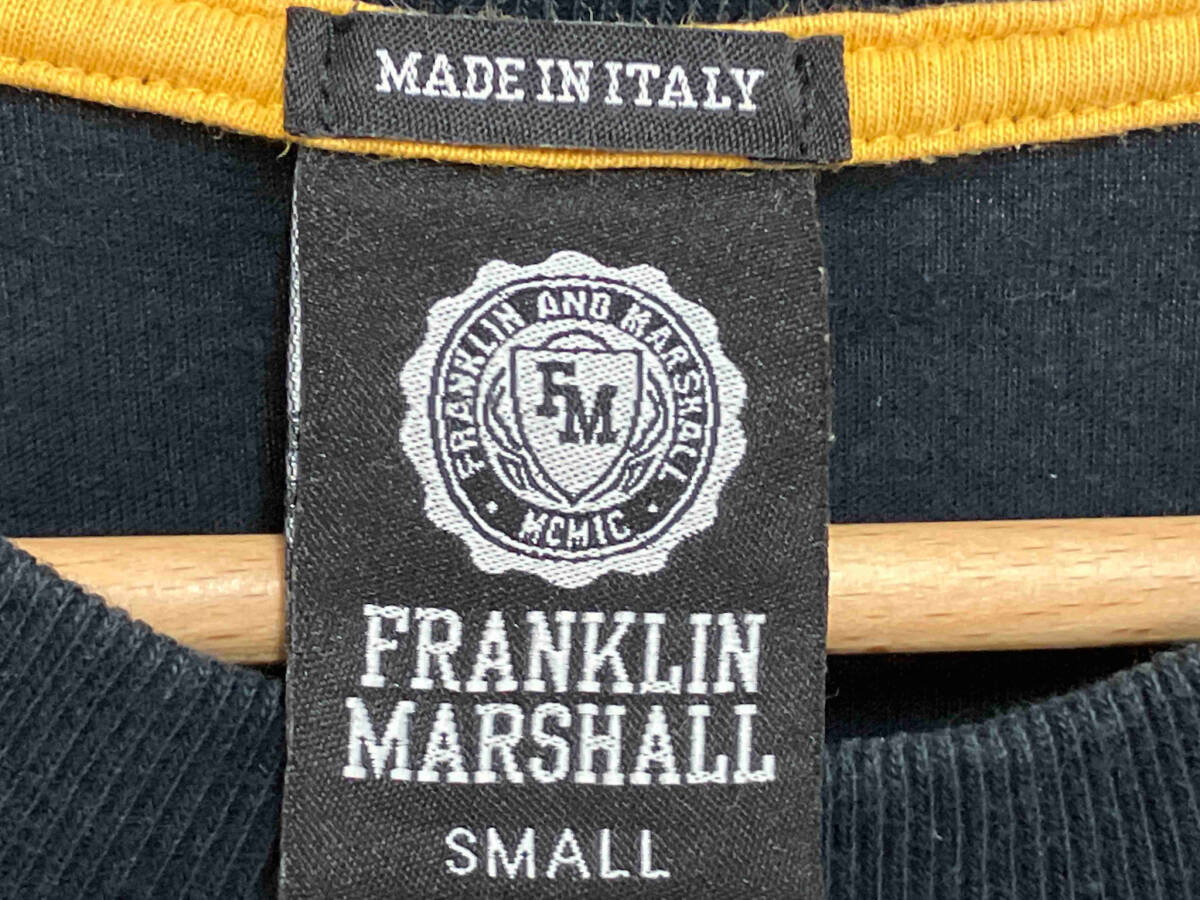 MADE IN ITALY
FRANKLIN AND MARSHALL
FM
· MCMIC ·
FRANKLIN
MARSHALL
SMALL